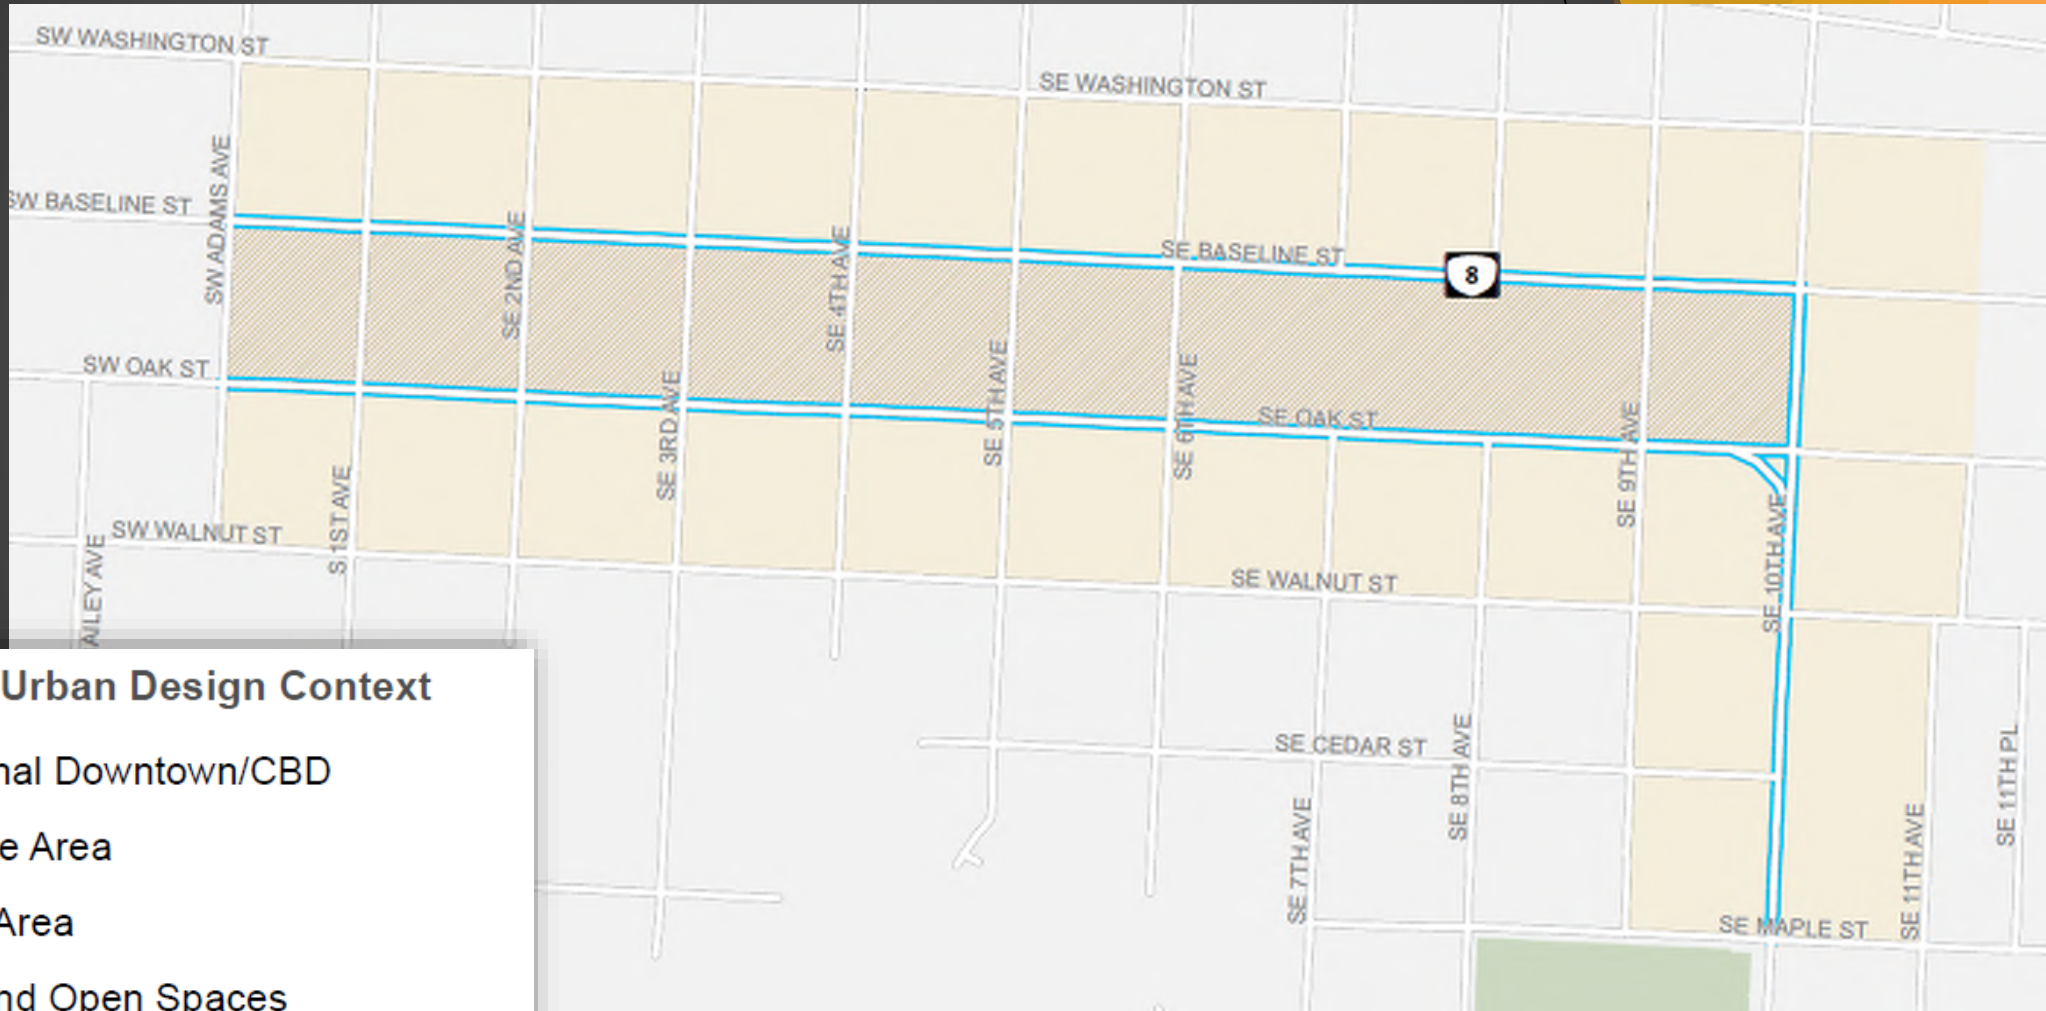 SW WASHINGTON ST
SE WASHINGTON ST
SW ADAMS AVE
SW BASELINE ST
SE 2ND AVE
SE 4TH AVE
SE BASELINE ST
8
SW OAK ST
SE 3RD AVE
SE 5TH AVE
SE 6TH AVE
SE OAK ST
SE 9TH AVE
S 1ST AVE
SE 10TH AVE
SW WALNUT ST
SE WALNUT ST
AILEY AVE
Urban Design Context
nal Downtown/CBD
e Area
Area
nd Open Spaces
SE CEDAR ST
SE 8TH AVE
SE 7TH AVE
SE 11TH PL
SE 11TH AVE
SE MAPLE ST